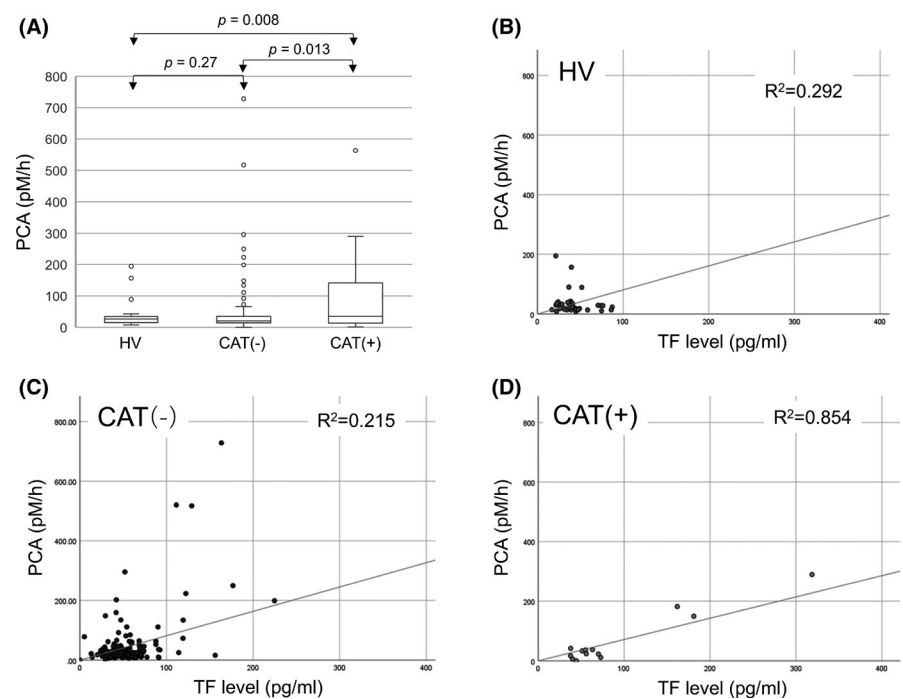 (A)
p = 0.008
p = 0.27
p = 0.013
PCA (pM/h)
800
700
600
500
400
300
200
100
0
HV CAT(-) CAT(+)
(B)
HV
R²=0.292
PCA (pM/h)
800
600
400
200
0
0 100 200 300 400
TF level (pg/ml)
(C)
CAT(-)
R²=0.215
PCA (pM/h)
800.00
600.00
400.00
200.00
.00
0 100 200 300 400
TF level (pg/ml)
(D)
CAT(+)
R²=0.854
PCA (pM/h)
800
600
400
200
0
0 100 200 300 400
TF level (pg/ml)